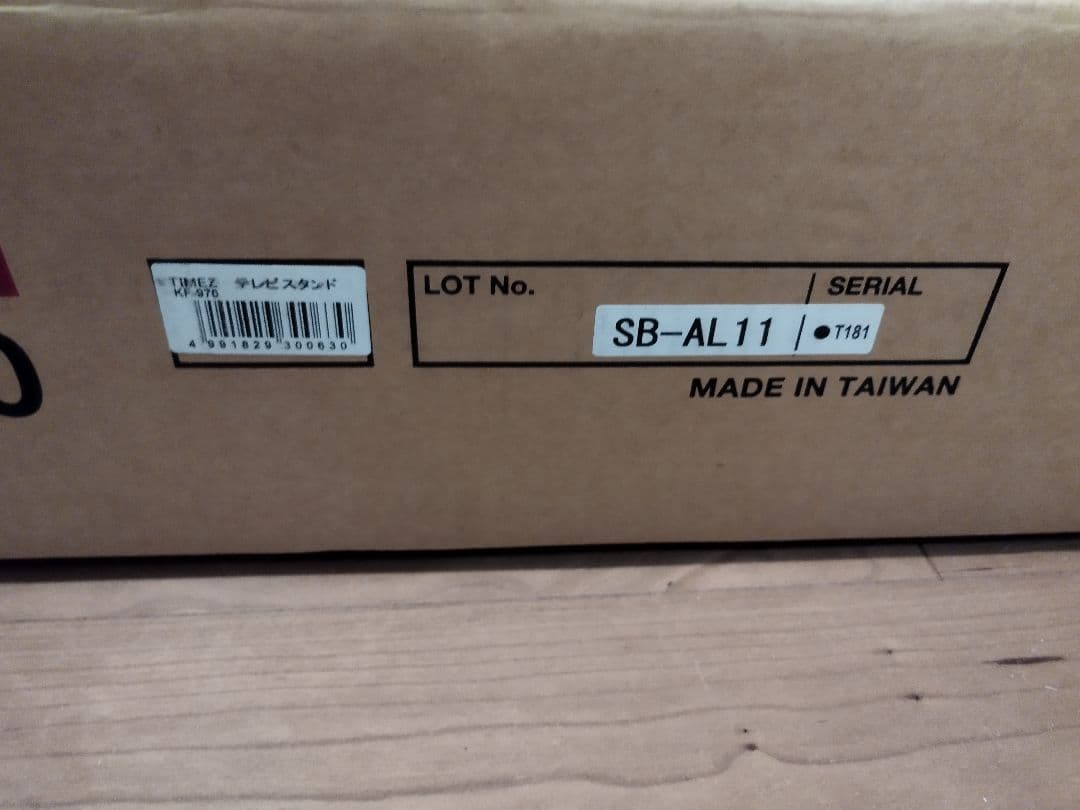 TIMEZ テレビスタンド
KF-970
4 991829 300630
LOT No.
SERIAL
SB-AL11
●T181
MADE IN TAIWAN